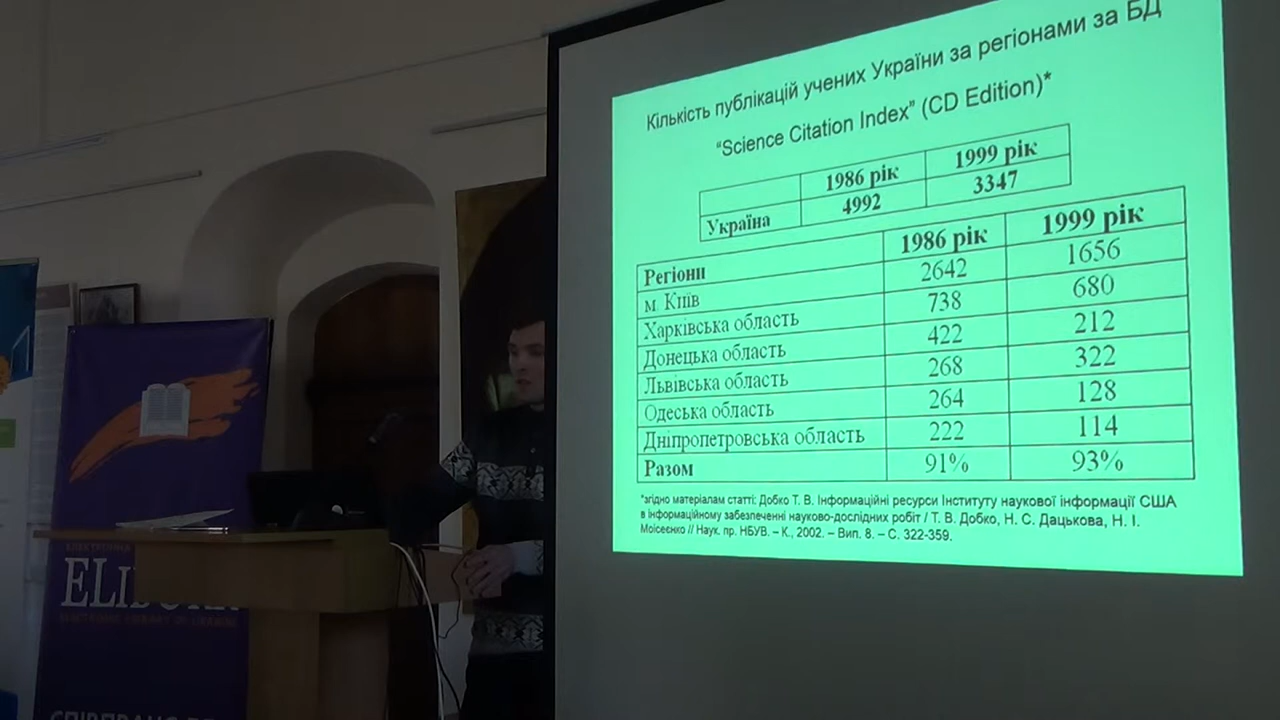 Кількість публікацій учених України за регіонами за БД
“Science Citation Index” (CD Edition)*
1986 рік 1999 рік
Україна 4992 3347
Регіони 1986 рік 1999 рік
м. Київ 2642 1656
Харківська область 738 680
Донецька область 422 212
Львівська область 268 322
Одеська область 264 128
Дніпропетровська область 222 114
Разом 91% 93%
*згідно матеріалам статті: Добко Т. В. Інформаційні ресурси Інституту наукової інформації США
в інформаційному забезпеченні науково-дослідних робіт / Т. В. Добко, Н. С. Дацькова, Н. І.
Моісеєнко // Наук. пр. НБУВ. – К., 2002. – Вип. 8. – С. 322-359.